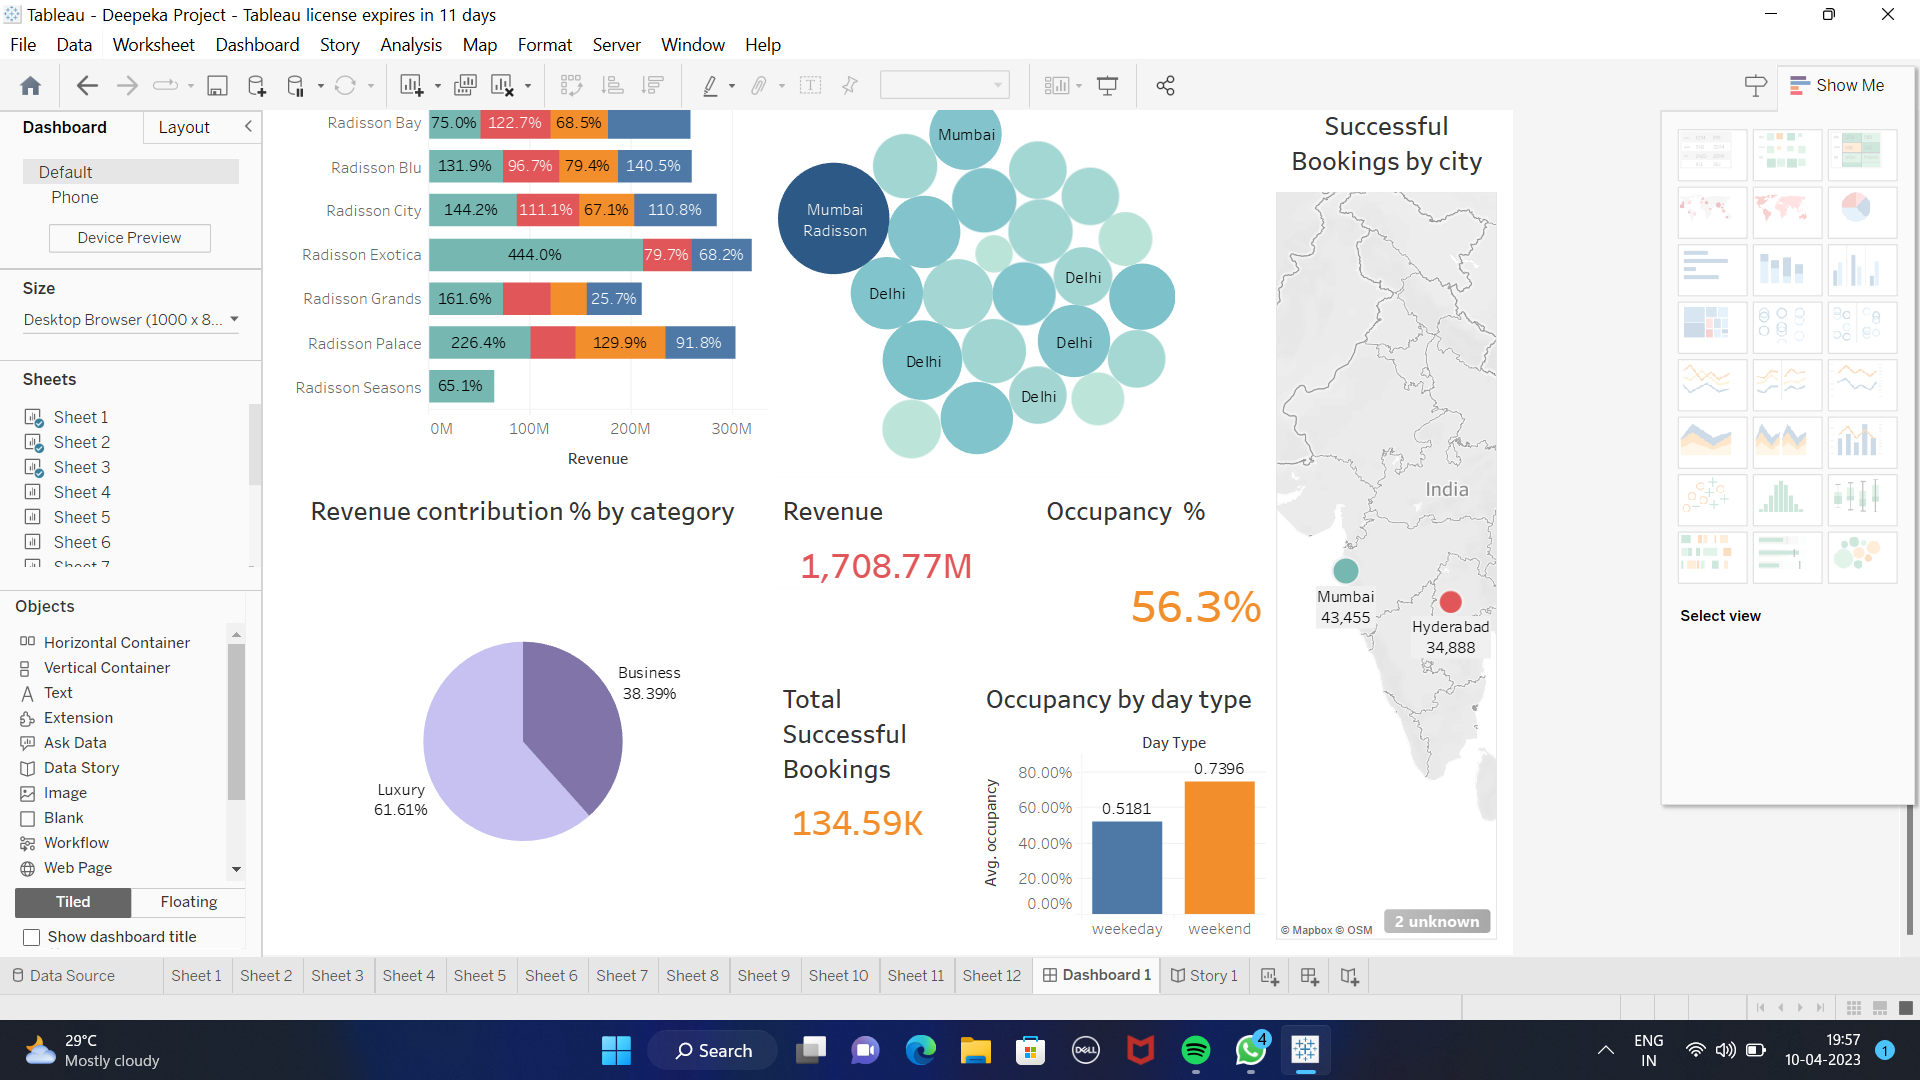 Tableau - Deepeka Project - Tableau license expires in 11 days
File Data Worksheet Dashboard Story Analysis Map Format Server Window Help
Show Me
Dashboard
Layout
Default
Phone
Device Preview
Size
Desktop Browser (1000 x 8...
Sheets
Sheet 1
Sheet 2
Sheet 3
Sheet 4
Sheet 5
Sheet 6
Sheet 7
Objects
Horizontal Container
Vertical Container
Text
Extension
Ask Data
Data Story
Image
Blank
Workflow
Web Page
Tiled
Floating
Show dashboard title
Radisson Bay 75.0% 122.7% 68.5%
Radisson Blu 131.9% 96.7% 79.4% 140.5%
Radisson City 144.2% 111.1% 67.1% 110.8%
Radisson Exotica 444.0% 79.7% 68.2%
Radisson Grands 161.6% 25.7%
Radisson Palace 226.4% 129.9% 91.8%
Radisson Seasons 65.1%
0M 100M 200M 300M
Revenue
Mumbai
Mumbai
Radisson
Delhi
Delhi
Delhi
Delhi
Delhi
Successful
Bookings by city
India
Mumbai
43,455
Hyderabad
34,888
© Mapbox © OSM
2 unknown
Revenue contribution % by category
Business
38.39%
Luxury
61.61%
Revenue
1,708.77M
Occupancy %
56.3%
Total
Successful
Bookings
134.59K
Occupancy by day type
Day Type
Avg. occupancy
80.00%
60.00%
40.00%
20.00%
0.00%
0.5181
0.7396
weekeday
weekend
Select view
Data Source
Sheet 1 Sheet 2 Sheet 3 Sheet 4 Sheet 5 Sheet 6 Sheet 7 Sheet 8 Sheet 9 Sheet 10 Sheet 11 Sheet 12 Dashboard 1 Story 1
29°C
Mostly cloudy
Search
DELL
4
ENG
IN
19:57
10-04-2023
1